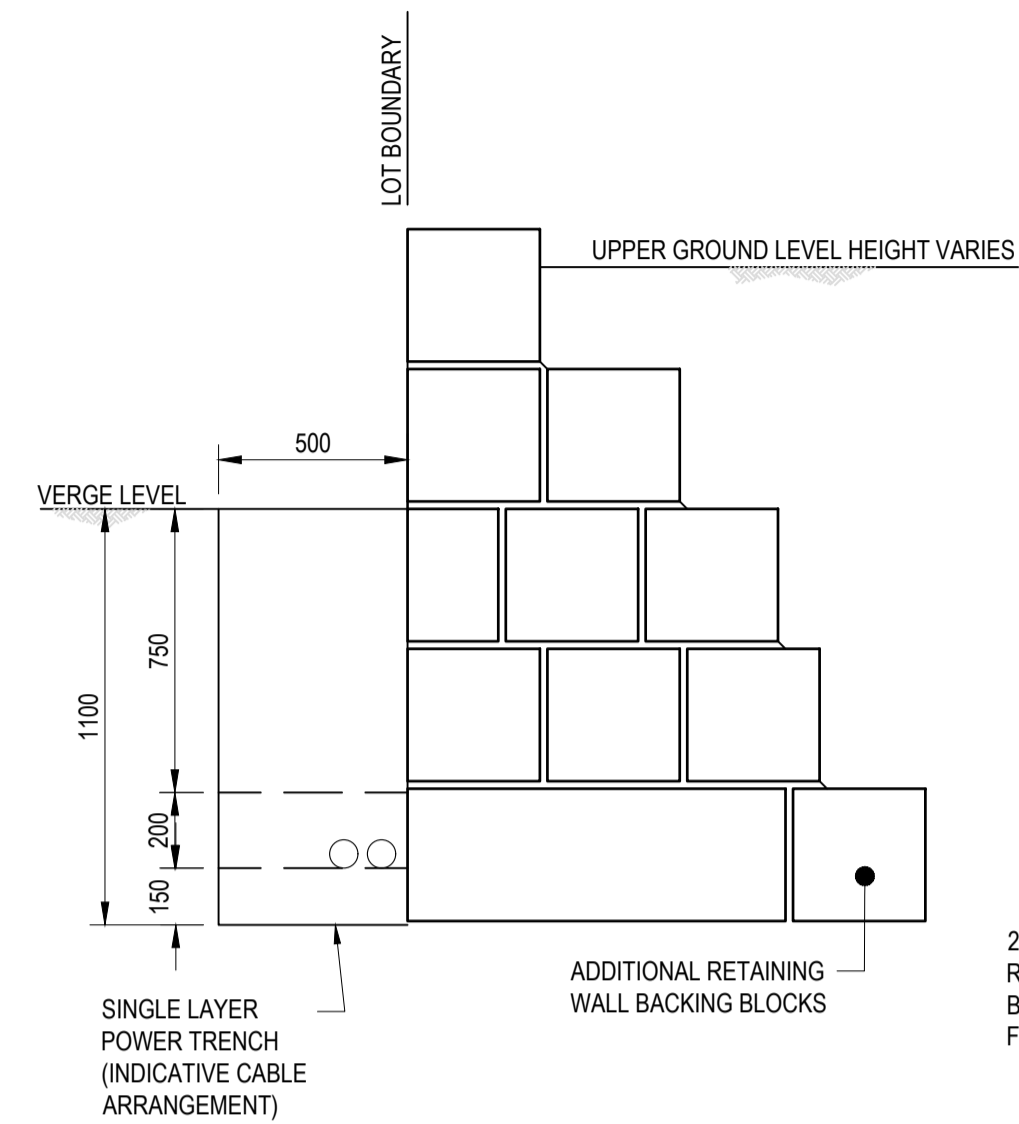 LOT BOUNDARY
UPPER GROUND LEVEL HEIGHT VARIES
500
VERGE LEVEL
750
1100
200
150
ADDITIONAL RETAINING
WALL BACKING BLOCKS
SINGLE LAYER
POWER TRENCH
(INDICATIVE CABLE
ARRANGEMENT)
2
R
B
F